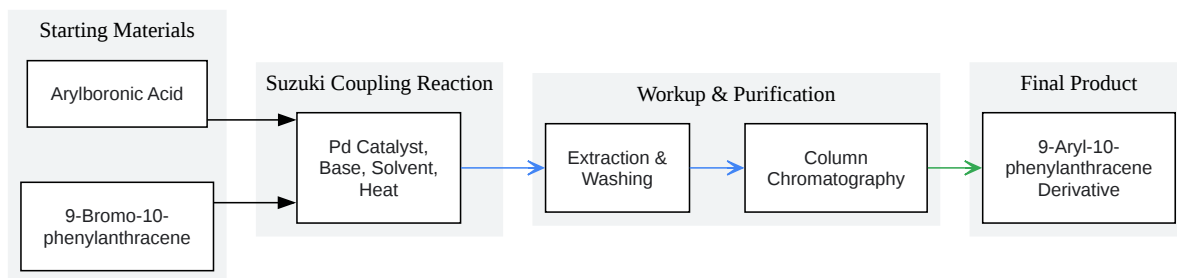 Starting Materials
Arylboronic Acid
9-Bromo-10-
phenylanthracene
Suzuki Coupling Reaction
Pd Catalyst,
Base, Solvent,
Heat
Workup & Purification
Extraction &
Washing
Column
Chromatography
Final Product
9-Aryl-10-
phenylanthracene
Derivative